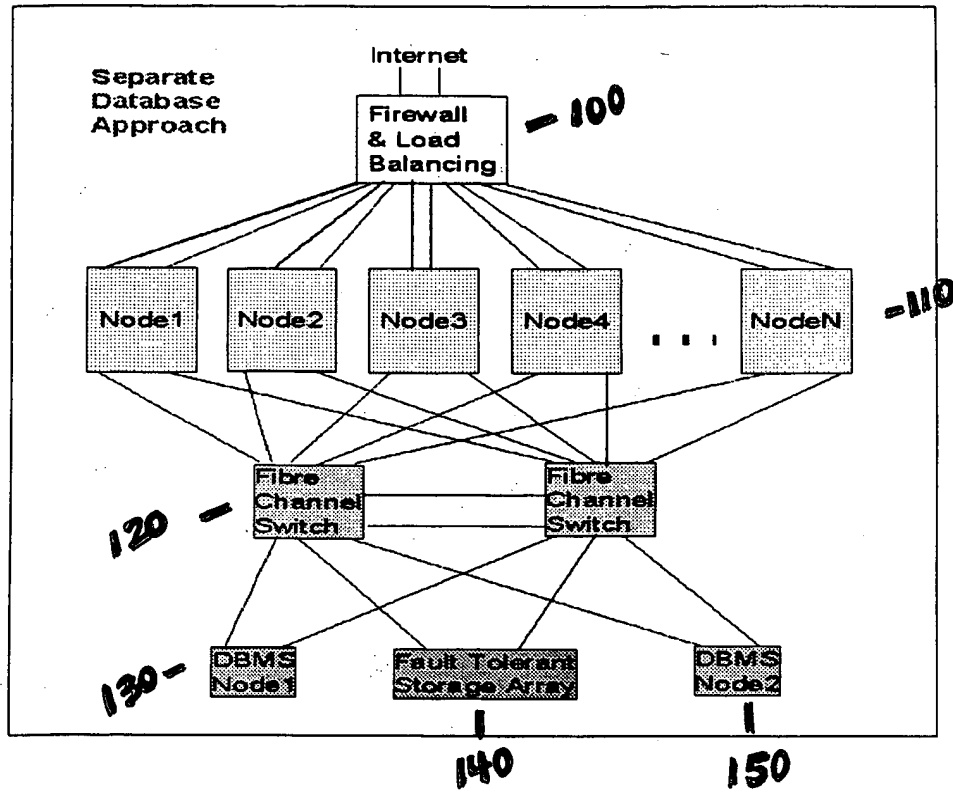 Separate
Database
Approach
Internet
Firewall
& Load
Balancing
- 100
Node1
Node2
Node3
Node4
. . .
NodeN
-110
Fibre
Channel
Switch
Fibre
Channel
Switch
120 -
DBMS
Node1
130-
Fault Tolerant
Storage Array
DBMS
Node2
140
150